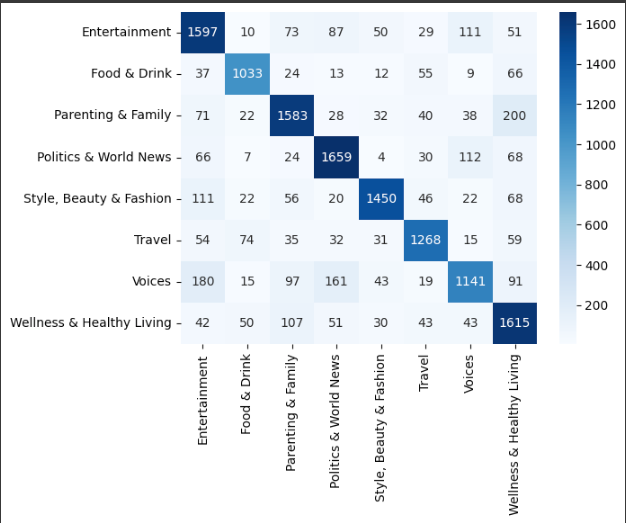 Entertainment 1597 10 73 87 50 29 111 51
Food & Drink 37 1033 24 13 12 55 9 66
Parenting & Family 71 22 1583 28 32 40 38 200
Politics & World News 66 7 24 1659 4 30 112 68
Style, Beauty & Fashion 111 22 56 20 1450 46 22 68
Travel 54 74 35 32 31 1268 15 59
Voices 180 15 97 161 43 19 1141 91
Wellness & Healthy Living 42 50 107 51 30 43 43 1615
Entertainment
Food & Drink
Parenting & Family
Politics & World News
Style, Beauty & Fashion
Travel
Voices
Wellness & Healthy Living
1600
1400
1200
1000
800
600
400
200